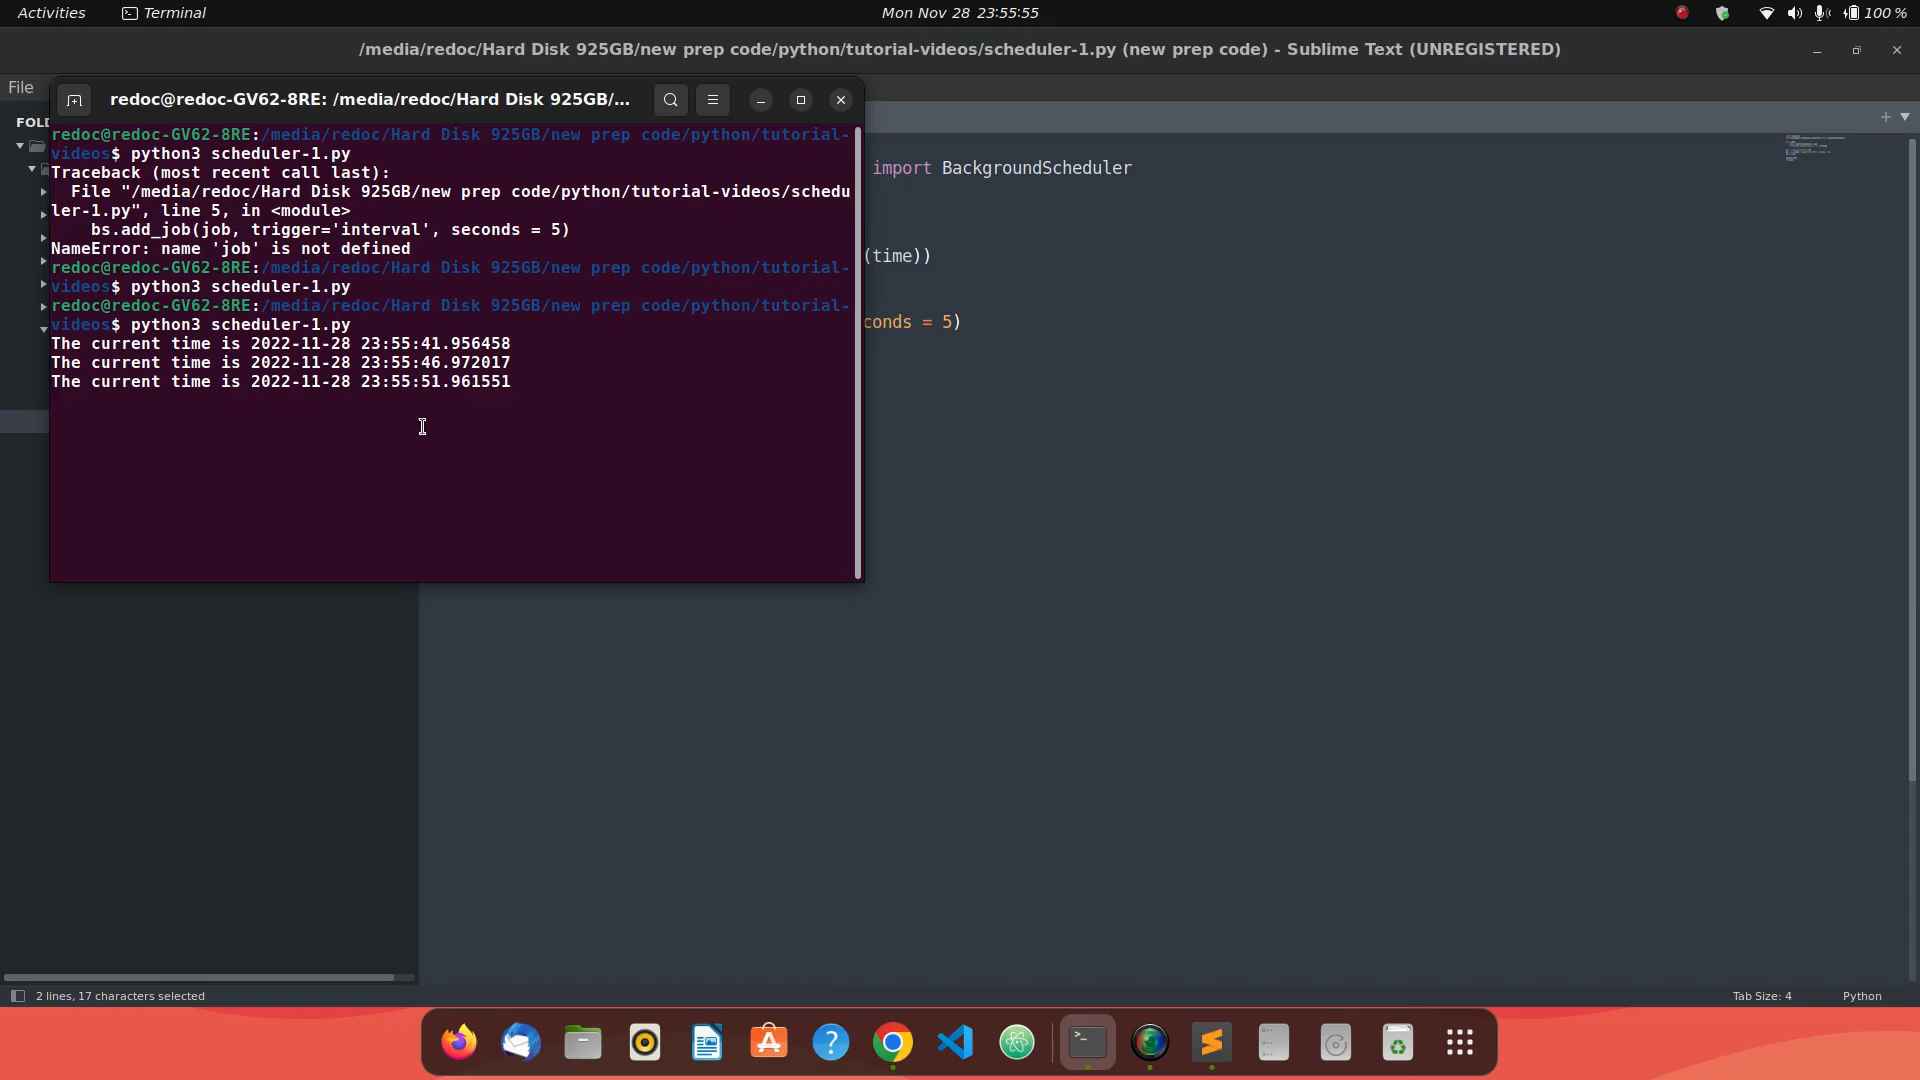 Activities
Terminal
Mon Nov 28 23:55:55
100 %
/media/redoc/Hard Disk 925GB/new prep code/python/tutorial-videos/scheduler-1.py (new prep code) - Sublime Text (UNREGISTERED)
File
redoc@redoc-GV62-8RE: /media/redoc/Hard Disk 925GB/...
FOLD
redoc@redoc-GV62-8RE:/media/redoc/Hard Disk 925GB/new prep code/python/tutorial-
videos$ python3 scheduler-1.py
Traceback (most recent call last):
File "/media/redoc/Hard Disk 925GB/new prep code/python/tutorial-videos/schedu
ler-1.py", line 5, in <module>
bs.add_job(job, trigger='interval', seconds = 5)
NameError: name 'job' is not defined
redoc@redoc-GV62-8RE:/media/redoc/Hard Disk 925GB/new prep code/python/tutorial-
videos$ python3 scheduler-1.py
redoc@redoc-GV62-8RE:/media/redoc/Hard Disk 925GB/new prep code/python/tutorial-
videos$ python3 scheduler-1.py
The current time is 2022-11-28 23:55:41.956458
The current time is 2022-11-28 23:55:46.972017
The current time is 2022-11-28 23:55:51.961551
import BackgroundScheduler
(time))
conds = 5)
2 lines, 17 characters selected
Tab Size: 4
Python